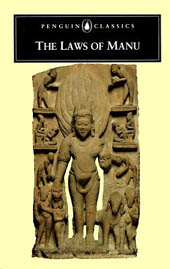 PENGUIN CLASSICS
THE LAWS OF MANU